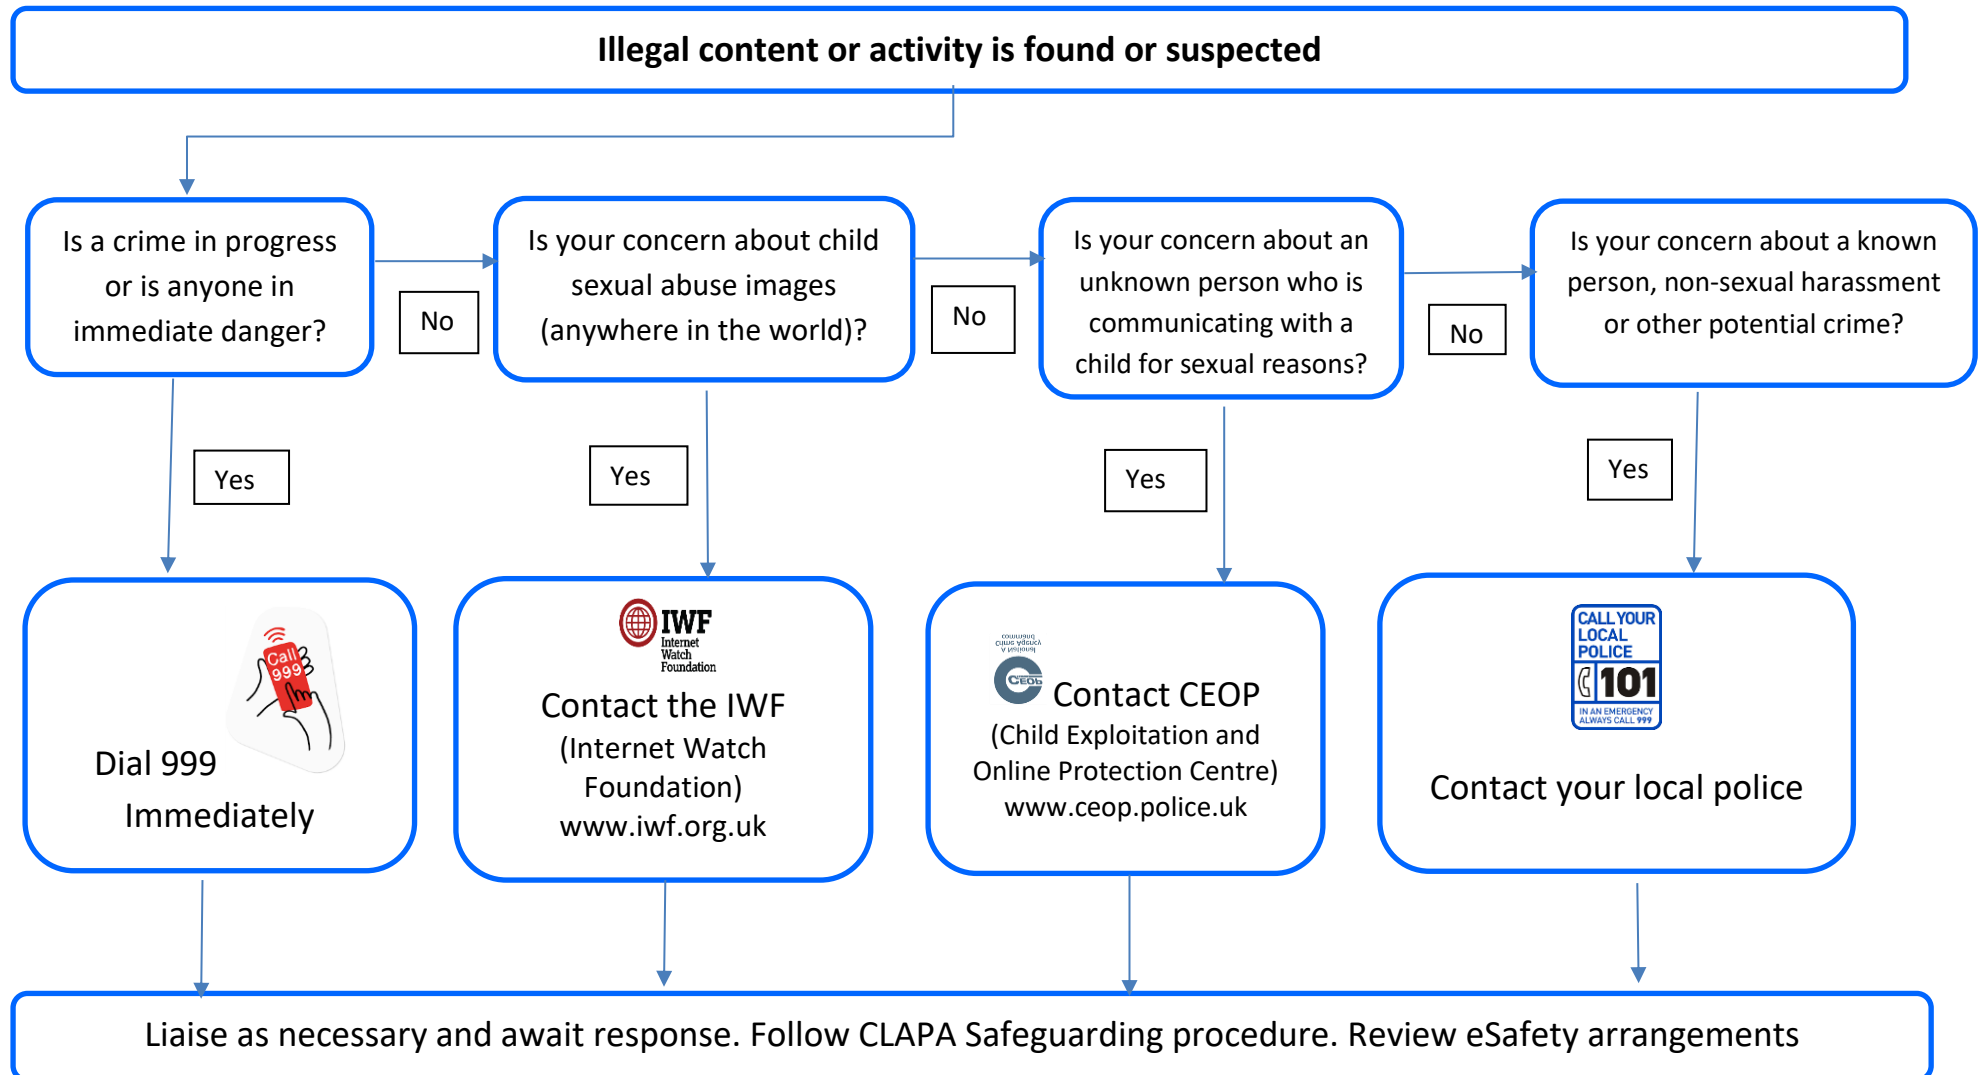 Illegal content or activity is found or suspected
Is a crime in progress
or is anyone in
immediate danger?
No
Is your concern about child
sexual abuse images
(anywhere in the world)?
No
Is your concern about an
unknown person who is
communicating with a
child for sexual reasons?
No
Is your concern about a known
person, non-sexual harassment
or other potential crime?
Yes
Yes
Yes
Yes
Call
999
Dial 999
Immediately
IWF
Internet
Watch
Foundation
Contact the IWF
(Internet Watch
Foundation)
www.iwf.org.uk
A National
Crime Agency
command
CEOP
Contact CEOP
(Child Exploitation and
Online Protection Centre)
www.ceop.police.uk
CALL YOUR
LOCAL
POLICE
101
IN AN EMERGENCY
ALWAYS CALL 999
Contact your local police
Liaise as necessary and await response. Follow CLAPA Safeguarding procedure. Review eSafety arrangements